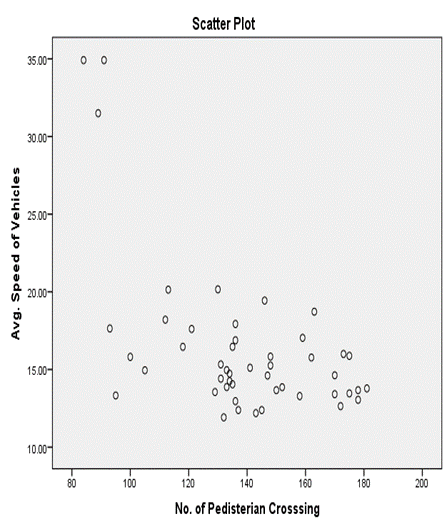 Scatter Plot
35.00
30.00
25.00
20.00
15.00
10.00
Avg. Speed of Vehicles
80 100 120 140 160 180 200
No. of Pedisterian Crosssing